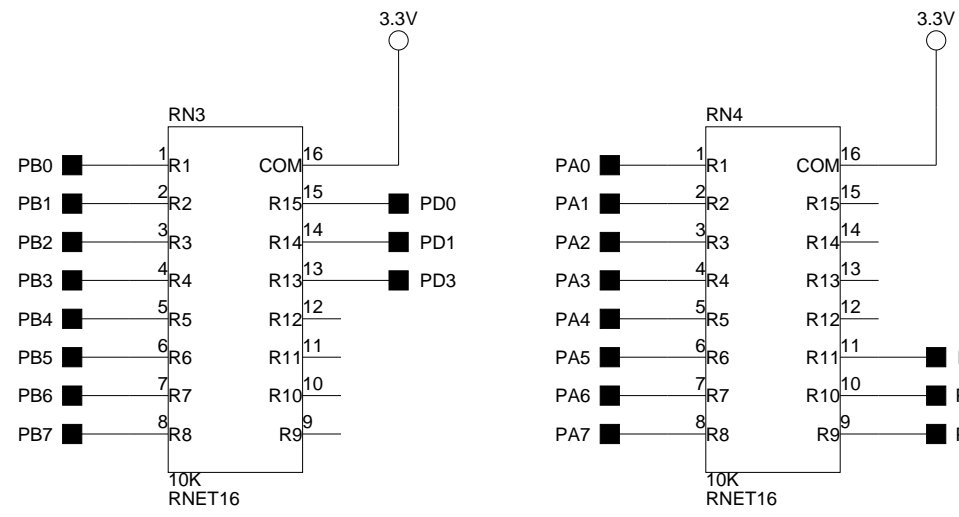 3.3V
RN3
PB0 1 R1 COM 16
PB1 2 R2 R15 15 PD0
PB2 3 R3 R14 14 PD1
PB3 4 R4 R13 13 PD3
PB4 5 R5 R12 12
PB5 6 R6 R11 11
PB6 7 R7 R10 10
PB7 8 R8 R9 9
10K
RNET16
3.3V
RN4
PA0 1 R1 COM 16
PA1 2 R2 R15 15
PA2 3 R3 R14 14
PA3 4 R4 R13 13
PA4 5 R5 R12 12
PA5 6 R6 R11 11
PA6 7 R7 R10 10
PA7 8 R8 R9 9
10K
RNET16